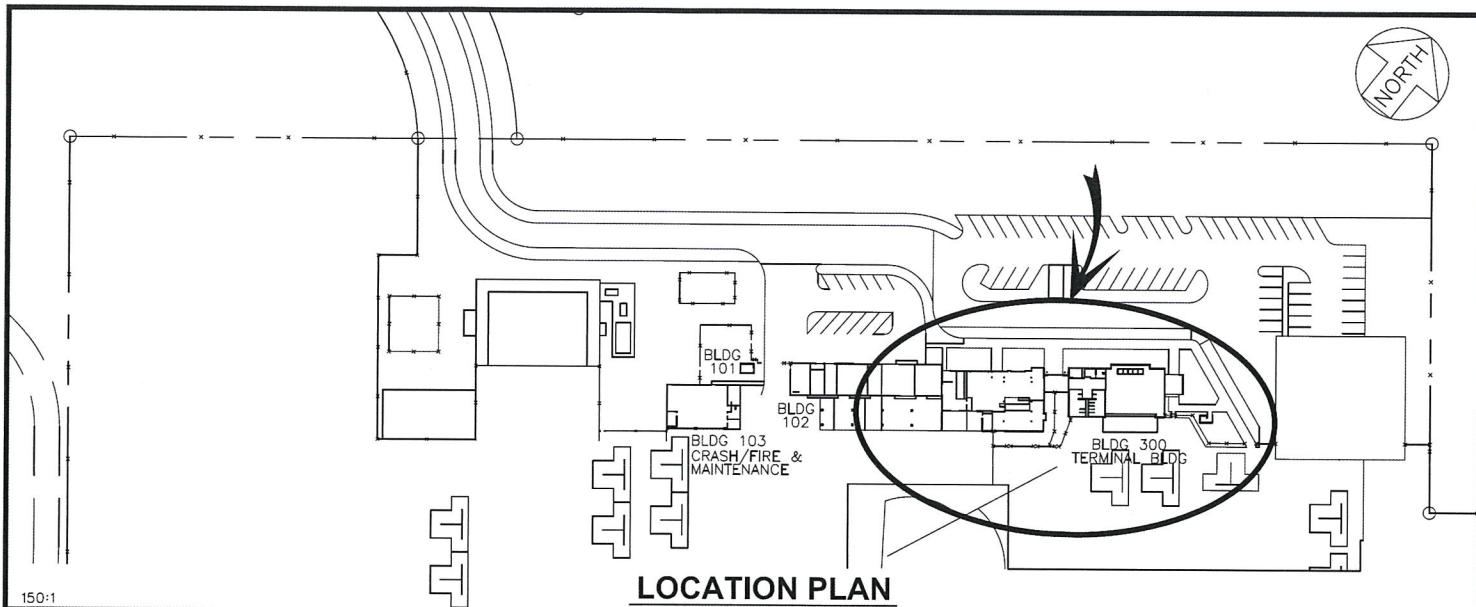 NORTH
BLDG
101
BLDG
102
BLDG 103
CRASH/FIRE &
MAINTENANCE
BLDG 300
TERMINAL BLDG
LOCATION PLAN
150:1